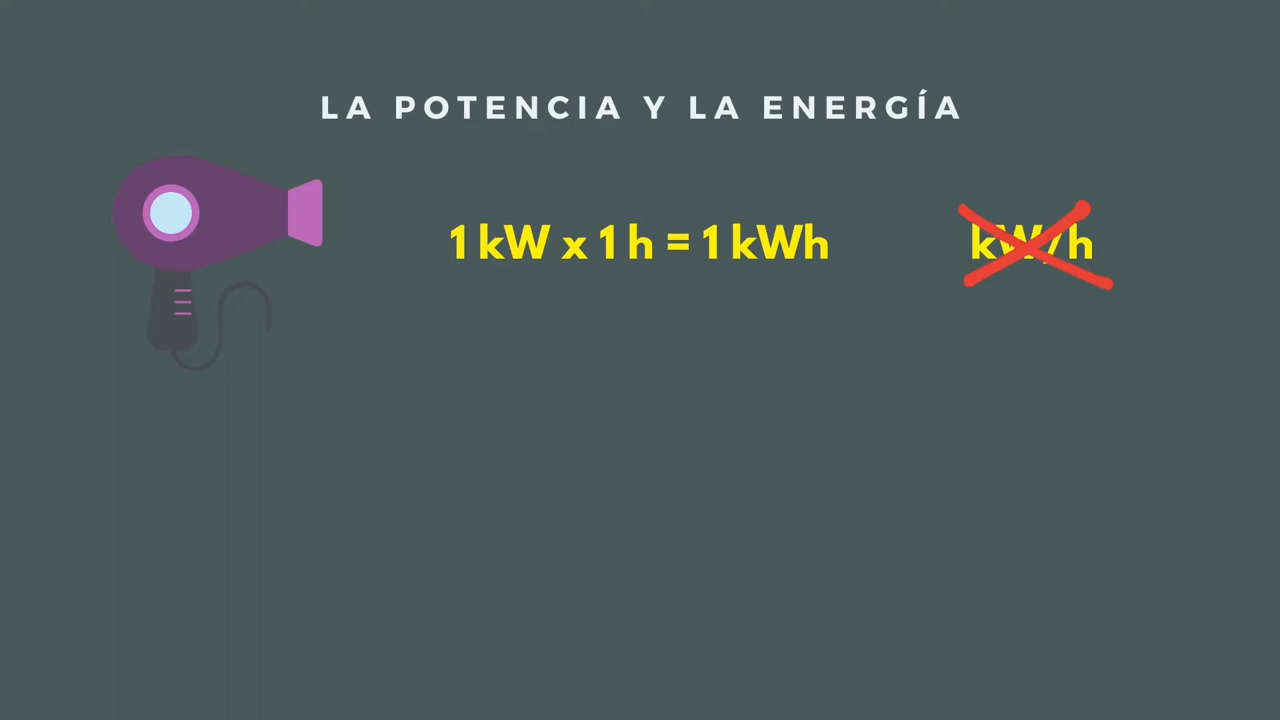 LA POTENCIA Y LA ENERGÍA
1 kW x 1 h = 1 kWh
kW/h